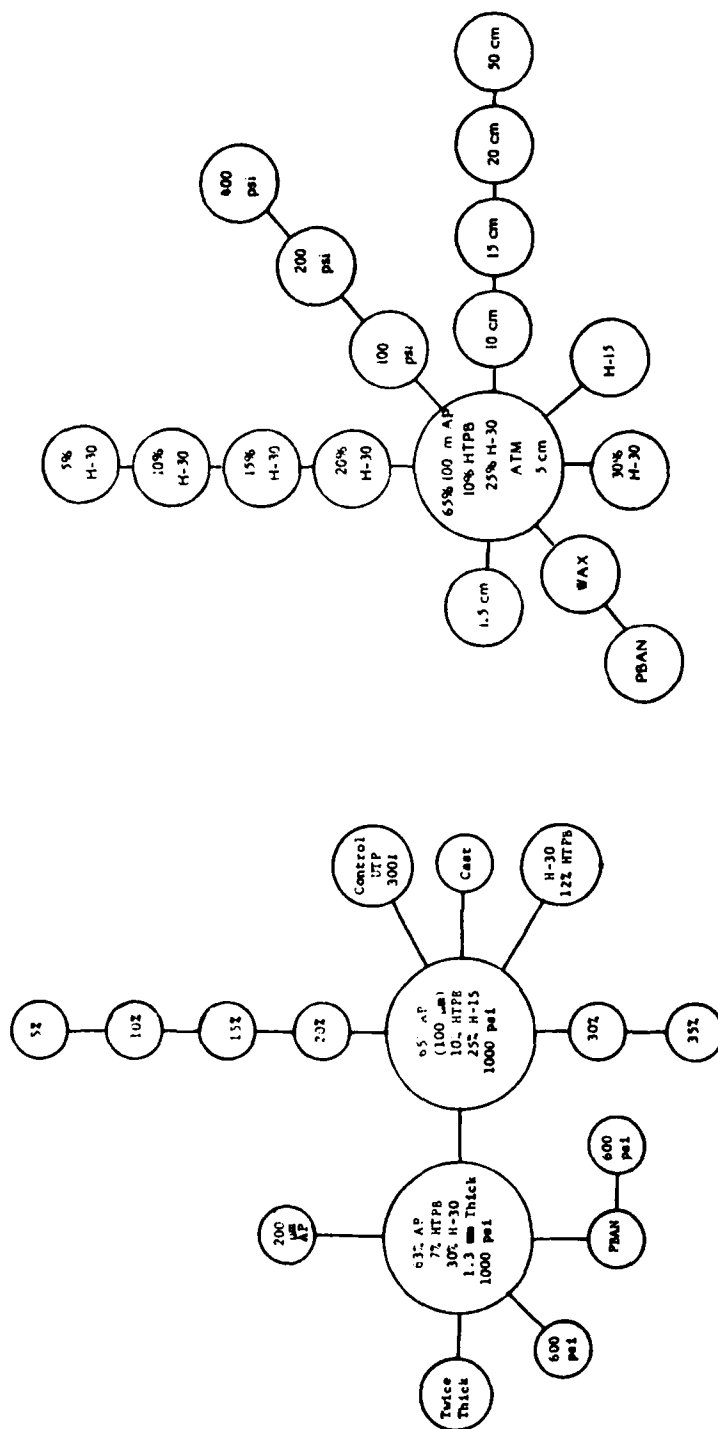 5%
10%
15%
20%
Control
UTP
3001
Cast
H-30
12% HTPB
AP
(100 µm)
HTPB
25% H-15
1000 psi
30%
35%
200
µm
AP
63% AP
7% HTPB
30% H-30
1.3 mm Thick
1000 psi
Twice
Thick
600
psi
PBAN
600
psi
5%
H-30
10%
H-30
15%
H-30
20%
H-30
100
psi
200
psi
psi
1.5 cm
65% 100 m AP
10% HTPB
25% H-30
ATM
5 cm
10 cm
15 cm
20 cm
50 cm
H-15
30%
H-30
WAX
PBAN